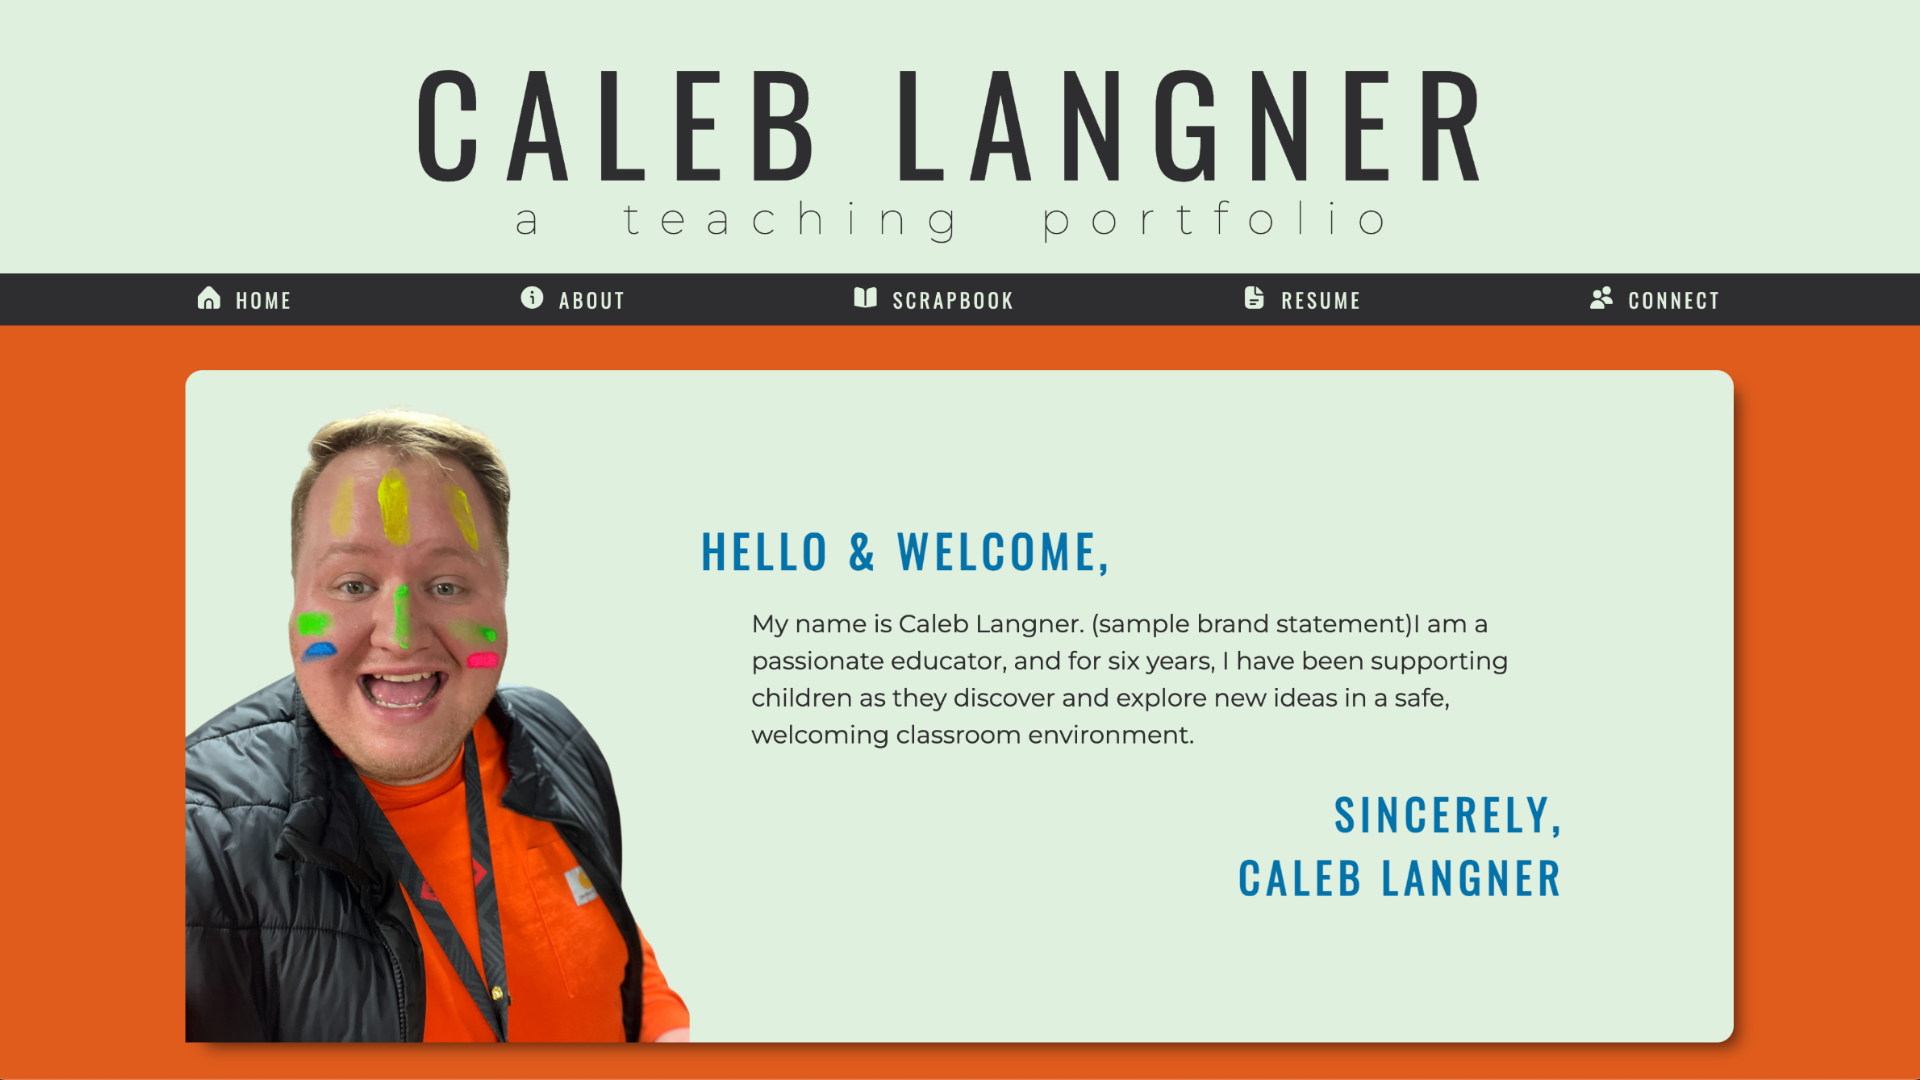 CALEB LANGNER
a teaching portfolio
HOME ABOUT SCRAPBOOK RESUME CONNECT
HELLO & WELCOME,
My name is Caleb Langner. (sample brand statement)I am a
passionate educator, and for six years, I have been supporting
children as they discover and explore new ideas in a safe,
welcoming classroom environment.
SINCERELY,
CALEB LANGNER